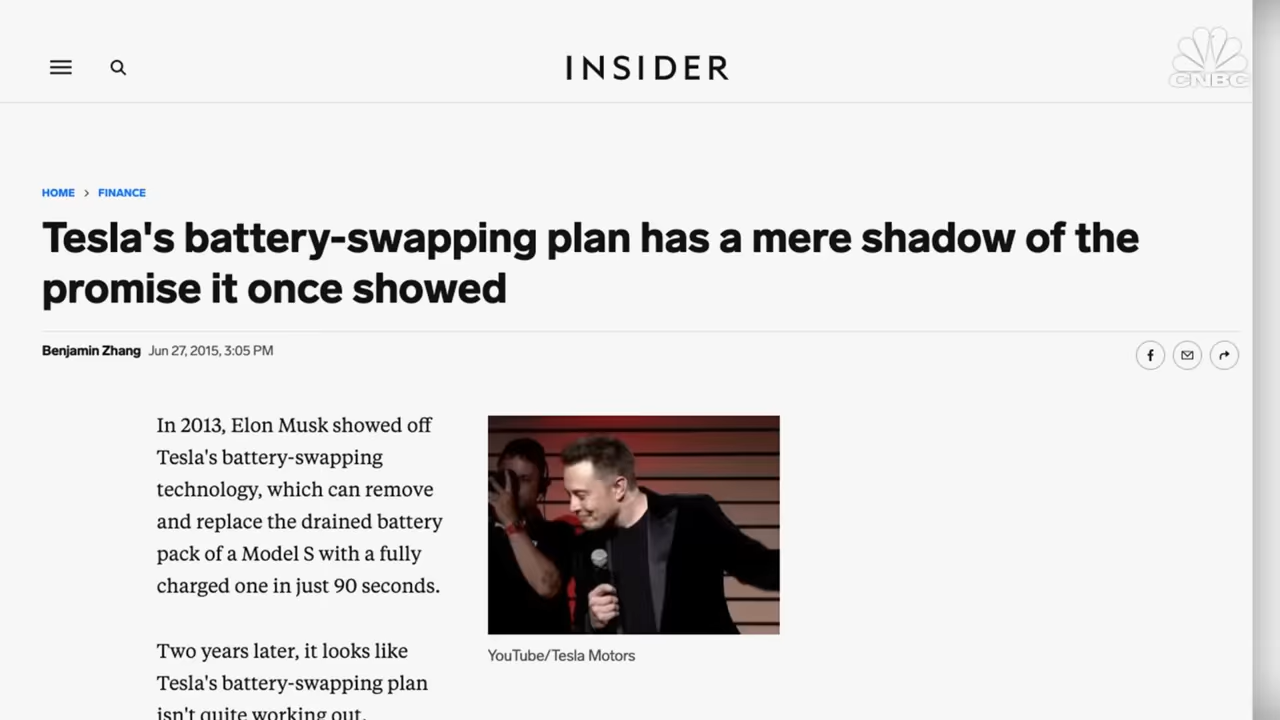 INSIDER
CNBC
HOME > FINANCE
Tesla's battery-swapping plan has a mere shadow of the
promise it once showed
Benjamin Zhang Jun 27, 2015, 3:05 PM
In 2013, Elon Musk showed off
Tesla's battery-swapping
technology, which can remove
and replace the drained battery
pack of a Model S with a fully
charged one in just 90 seconds.
YouTube/Tesla Motors
Two years later, it looks like
Tesla's battery-swapping plan
isn't quite working out.